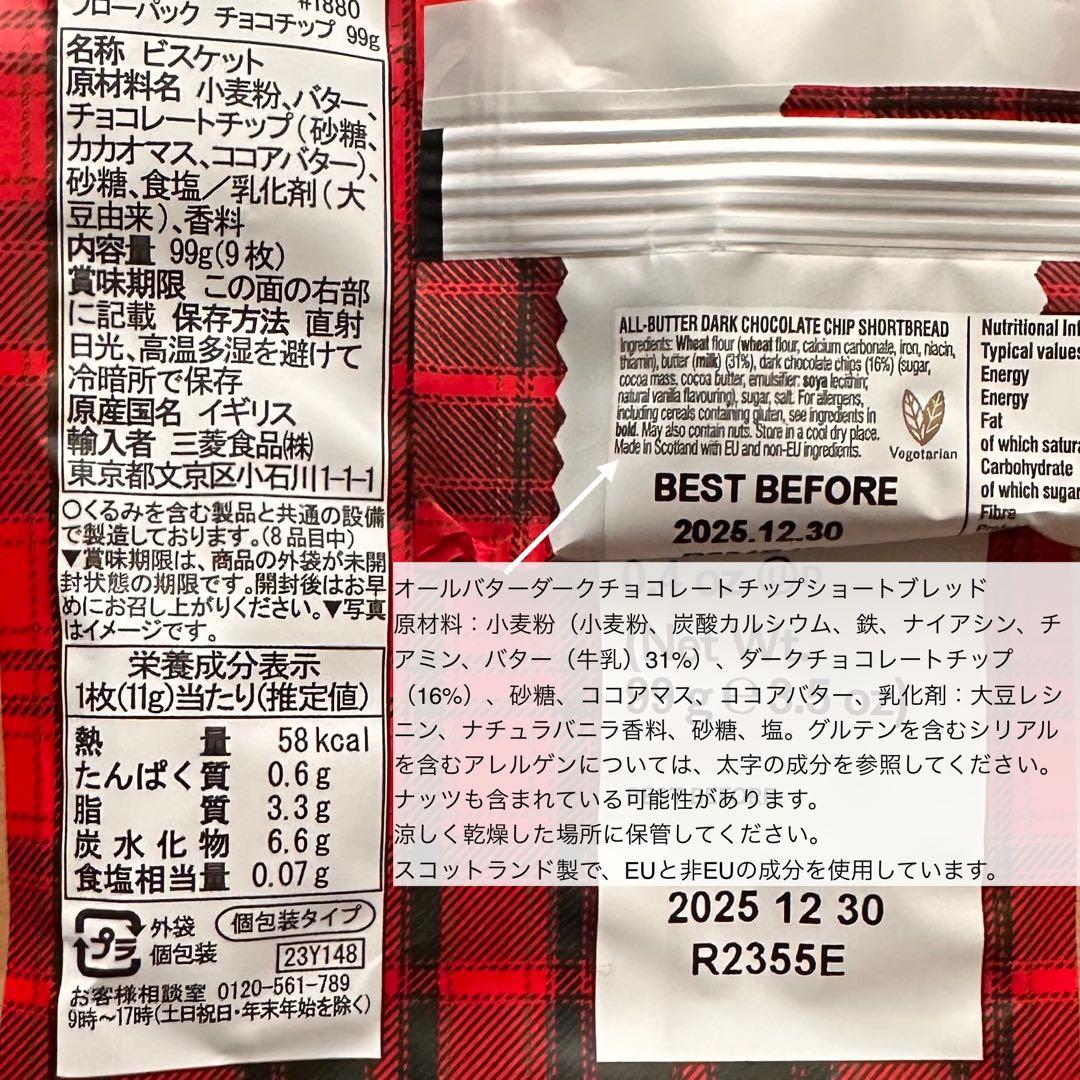 #1880
フローパック チョコチップ 99g
名称 ビスケット
原材料名 小麦粉、バター、
チョコレートチップ(砂糖、
カカオマス、ココアバター)、
砂糖、食塩／乳化剤(大
豆由来)、香料
内容量 99g(9枚)
賞味期限 この面の右部
に記載 保存方法 直射
日光、高温多湿を避けて
冷暗所で保存
原産国名 イギリス
輸入者 三菱食品㈱
東京都文京区小石川1-1-1
○くるみを含む製品と共通の設備
で製造しております。(8品目中)
▼賞味期限は、商品の外袋が未開
封状態の期限です。開封後はお早
めにお召し上がりください。▼写真
はイメージです。
栄養成分表示
1枚(11g)当たり(推定値)
熱量 58kcal
たんぱく質 0.6g
脂質 3.3g
炭水化物 6.6g
食塩相当量 0.07g
プラ 外袋 個包装タイプ
個包装 23Y148
お客様相談室 0120-561-789
9時～17時(土日祝日・年末年始を除く)
ALL-BUTTER DARK CHOCOLATE CHIP SHORTBREAD
Ingredients: Wheat flour (wheat flour, calcium carbonate, iron, niacin,
thiamin), butter (milk) (31%), dark chocolate chips (16%) (sugar,
cocoa mass, cocoa butter, emulsifier: soya lecithin;
natural vanilla flavouring), sugar, salt. For allergens,
including cereals containing gluten, see ingredients in
bold. May also contain nuts. Store in a cool dry place.
Made in Scotland with EU and non-EU ingredients.
Vegetarian
Nutritional
Typical values
Energy
Energy
Fat
of which
Carbohydrate
of which
Fibre
BEST BEFORE
2025.12.30
オールバターダークチョコレートチップショートブレッド
原材料：小麦粉（小麦粉、炭酸カルシウム、鉄、ナイアシン、チ
アミン、バター（牛乳）31%）、ダークチョコレートチップ
（16%）、砂糖、ココアマス、ココアバター、乳化剤：大豆レシ
ニン、ナチュラバニラ香料、砂糖、塩。グルテンを含むシリアル
を含むアレルゲンについては、太字の成分を参照してください。
ナッツも含まれている可能性があります。
涼しく乾燥した場所に保管してください。
スコットランド製で、EUと非EUの成分を使用しています。
2025 12 30
R2355E